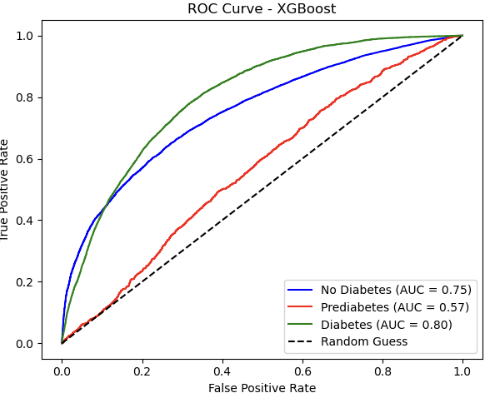 ROC Curve - XGBoost
True Positive Rate
1.0
0.8
0.6
0.4
0.2
0.0
No Diabetes (AUC = 0.75)
Prediabetes (AUC = 0.57)
Diabetes (AUC = 0.80)
Random Guess
0.0 0.2 0.4 0.6 0.8 1.0
False Positive Rate